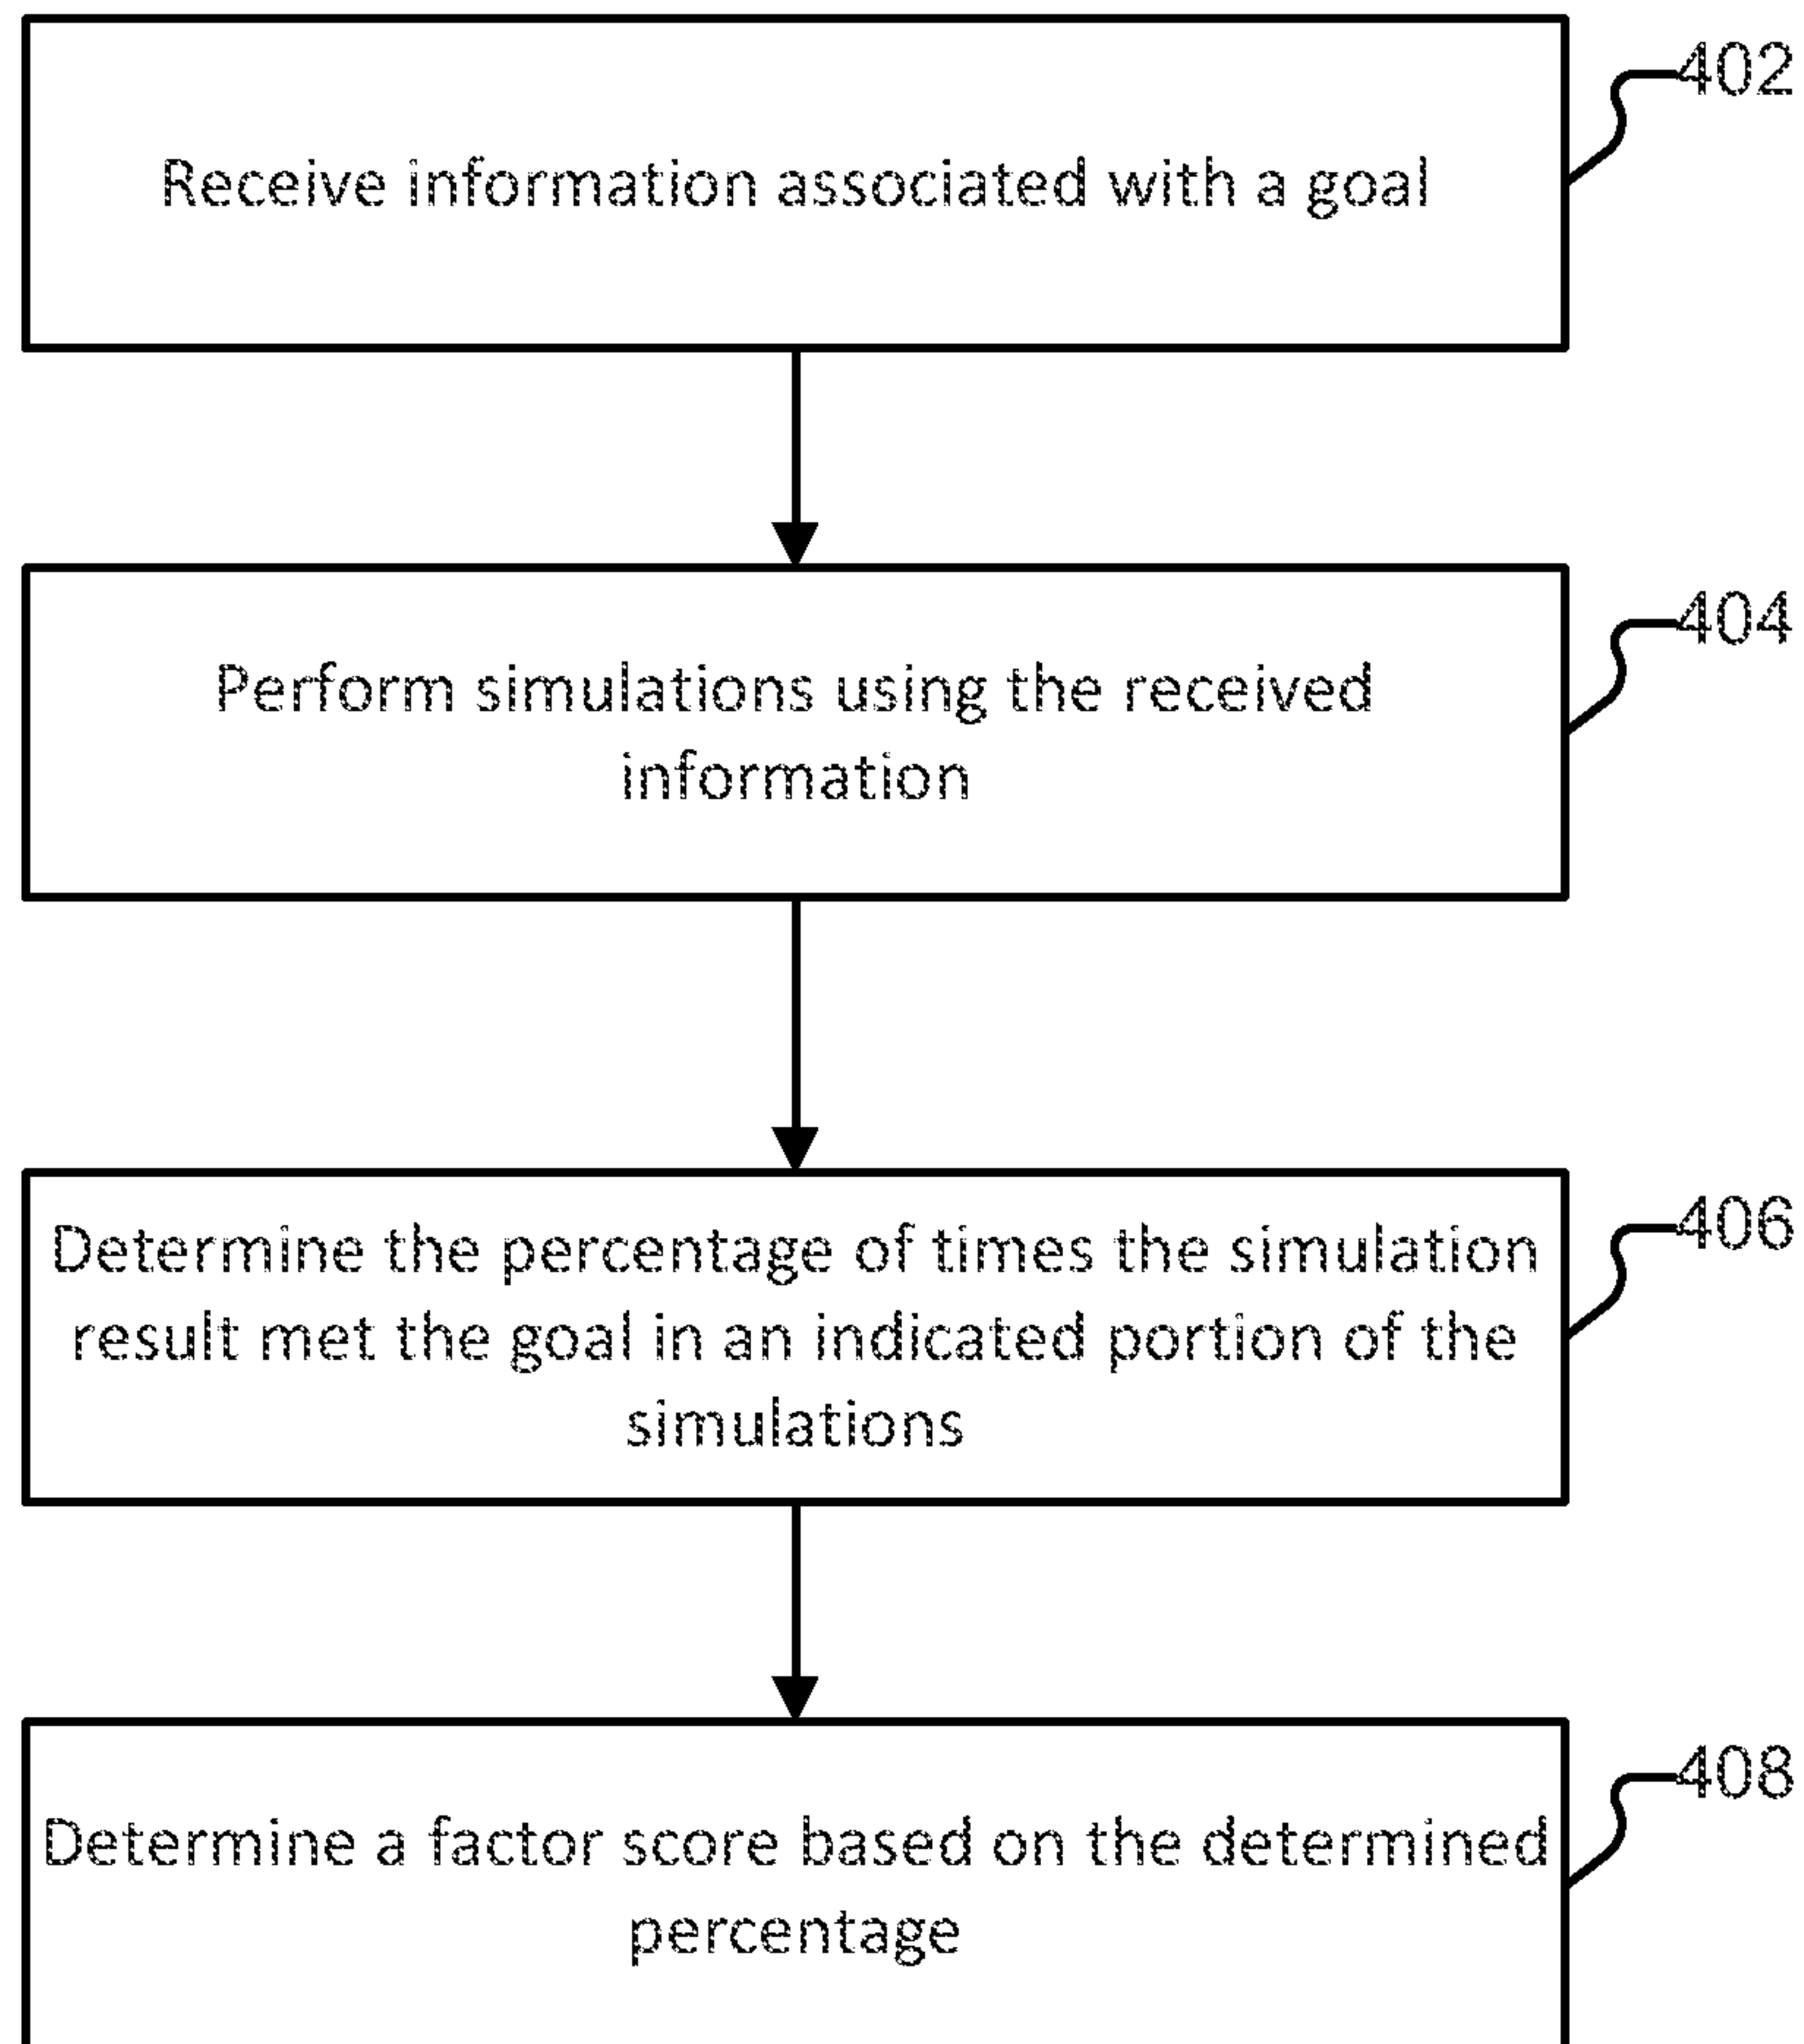 402
Receive information associated with a goal
404
Perform simulations using the received
information
406
Determine the percentage of times the simulation
result met the goal in an indicated portion of the
simulations
408
Determine a factor score based on the determined
percentage